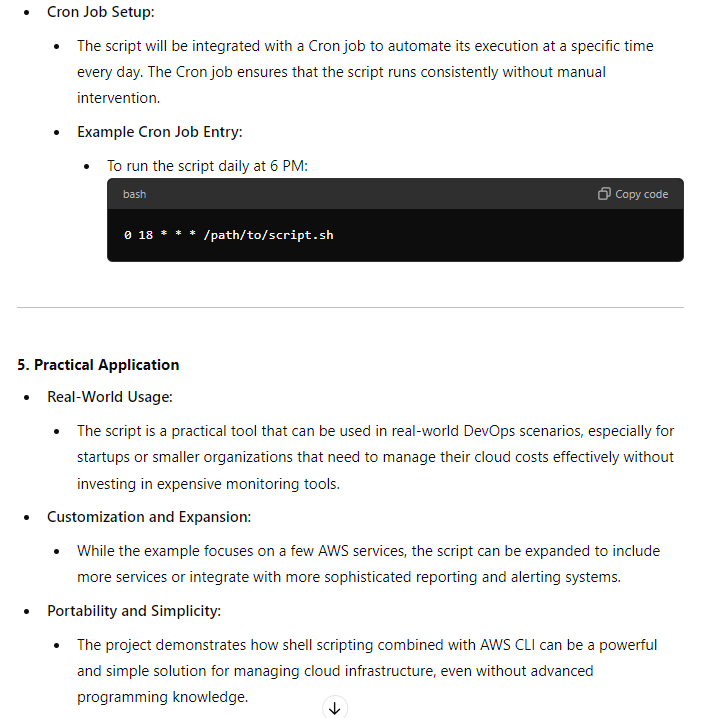 Cron Job Setup:
The script will be integrated with a Cron job to automate its execution at a specific time
every day. The Cron job ensures that the script runs consistently without manual
intervention.
Example Cron Job Entry:
To run the script daily at 6 PM:
bash
Copy code
0 18 * * * /path/to/script.sh
5. Practical Application
Real-World Usage:
The script is a practical tool that can be used in real-world DevOps scenarios, especially for
startups or smaller organizations that need to manage their cloud costs effectively without
investing in expensive monitoring tools.
Customization and Expansion:
While the example focuses on a few AWS services, the script can be expanded to include
more services or integrate with more sophisticated reporting and alerting systems.
Portability and Simplicity:
The project demonstrates how shell scripting combined with AWS CLI can be a powerful
and simple solution for managing cloud infrastructure, even without advanced
programming knowledge.